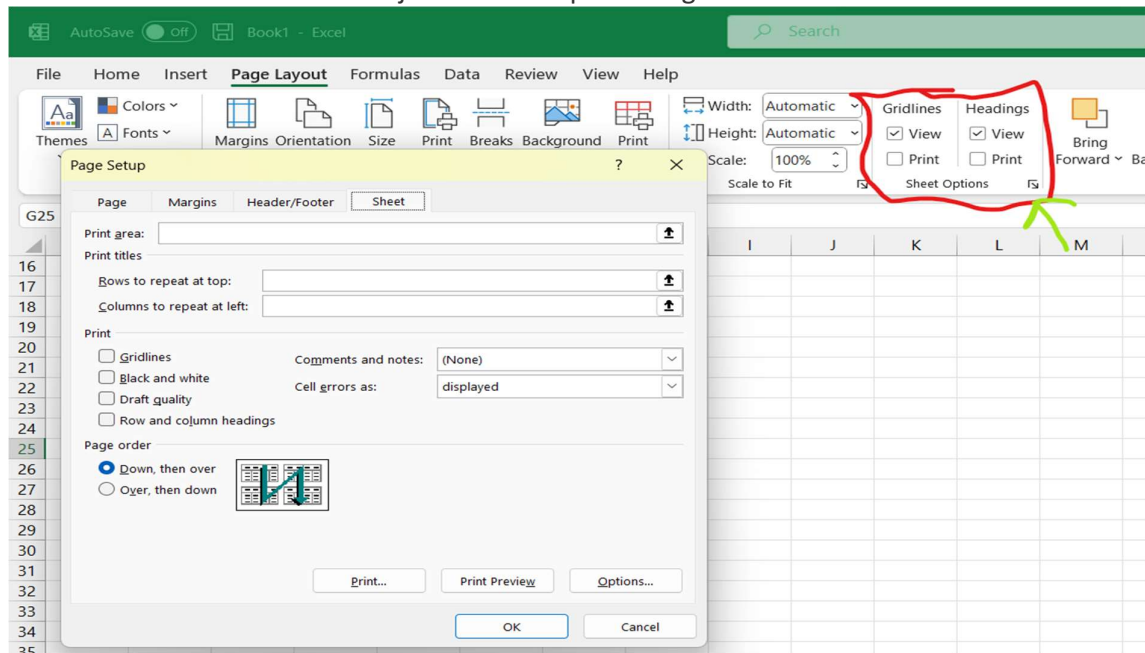 AutoSave Off Book1 - Excel Search
File Home Insert Page Layout Formulas Data Review View Help
Aa Colors
A Fonts
Themes
Margins Orientation Size Print Breaks Background Print
Width: Automatic
Height: Automatic
Scale: 100%
Scale to Fit
Gridlines Headings
View View
Print Print
Sheet Options
Bring
Forward Ba
G25
Page Setup ? ×
Page Margins Header/Footer Sheet
Print area:
Print titles
Rows to repeat at top:
Columns to repeat at left:
Print
Gridlines
Black and white
Draft quality
Row and column headings
Comments and notes: (None)
Cell errors as: displayed
Page order
Down, then over
Over, then down
Print... Print Preview Options...
OK Cancel
I J K L M
16
17
18
19
20
21
22
23
24
25
26
27
28
29
30
31
32
33
34
35